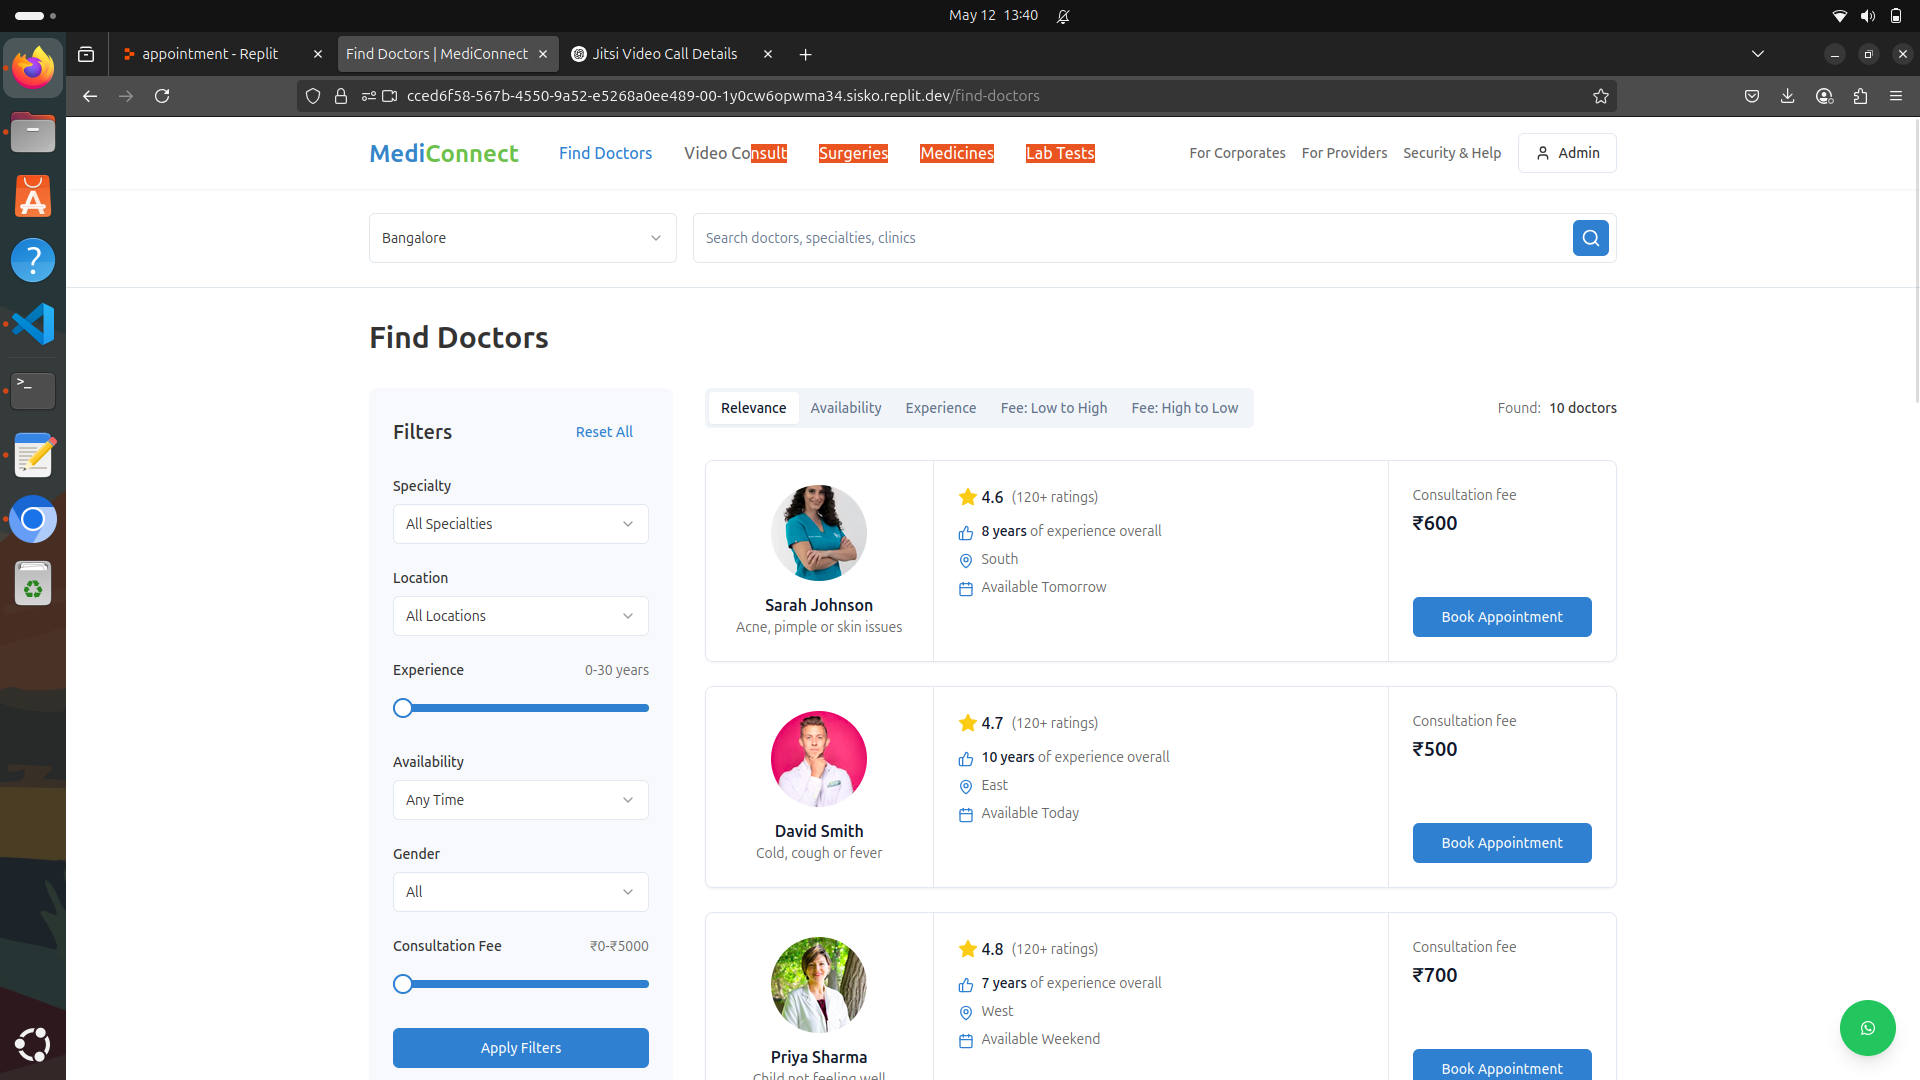 May 12 13:40
appointment - Replit
Find Doctors | MediConnect
Jitsi Video Call Details
cced6f58-567b-4550-9a52-e5268a0ee489-00-1y0cw6opwma34.sisko.replit.dev/find-doctors
MediConnect
Find Doctors
Video Consult
Surgeries
Medicines
Lab Tests
For Corporates
For Providers
Security & Help
Admin
Bangalore
Search doctors, specialties, clinics
Find Doctors
Filters
Reset All
Specialty
All Specialties
Location
All Locations
Experience
0-30 years
Availability
Any Time
Gender
All
Consultation Fee
₹0-₹5000
Apply Filters
Relevance
Availability
Experience
Fee: Low to High
Fee: High to Low
Found: 10 doctors
Sarah Johnson
Acne, pimple or skin issues
4.6 (120+ ratings)
8 years of experience overall
South
Available Tomorrow
Consultation fee
₹600
Book Appointment
David Smith
Cold, cough or fever
4.7 (120+ ratings)
10 years of experience overall
East
Available Today
Consultation fee
₹500
Book Appointment
Priya Sharma
Child not feeling well
4.8 (120+ ratings)
7 years of experience overall
West
Available Weekend
Consultation fee
₹700
Book Appointment